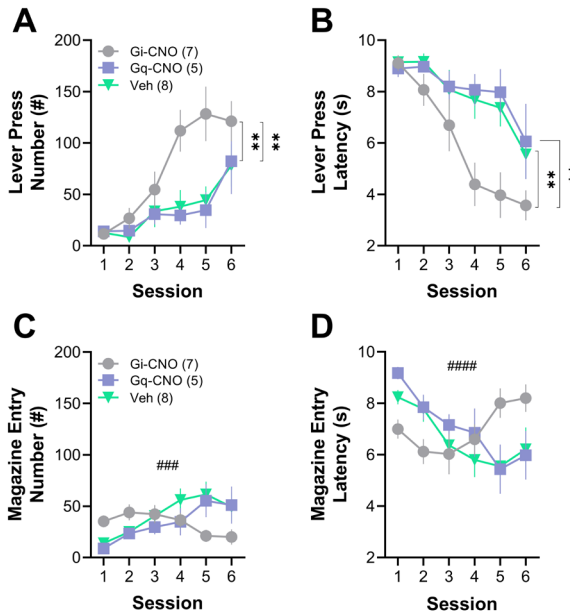 A
200
150
100
50
0
Lever Press
Number (#)
Gi-CNO (7)
Gq-CNO (5)
Veh (8)
**
**
1 2 3 4 5 6
Session
B
10
8
6
4
2
Lever Press
Latency (s)
**
1 2 3 4 5 6
Session
C
200
150
100
50
0
Magazine Entry
Number (#)
Gi-CNO (7)
Gq-CNO (5)
Veh (8)
###
1 2 3 4 5 6
Session
D
10
8
6
4
2
Magazine Entry
Latency (s)
####
1 2 3 4 5 6
Session